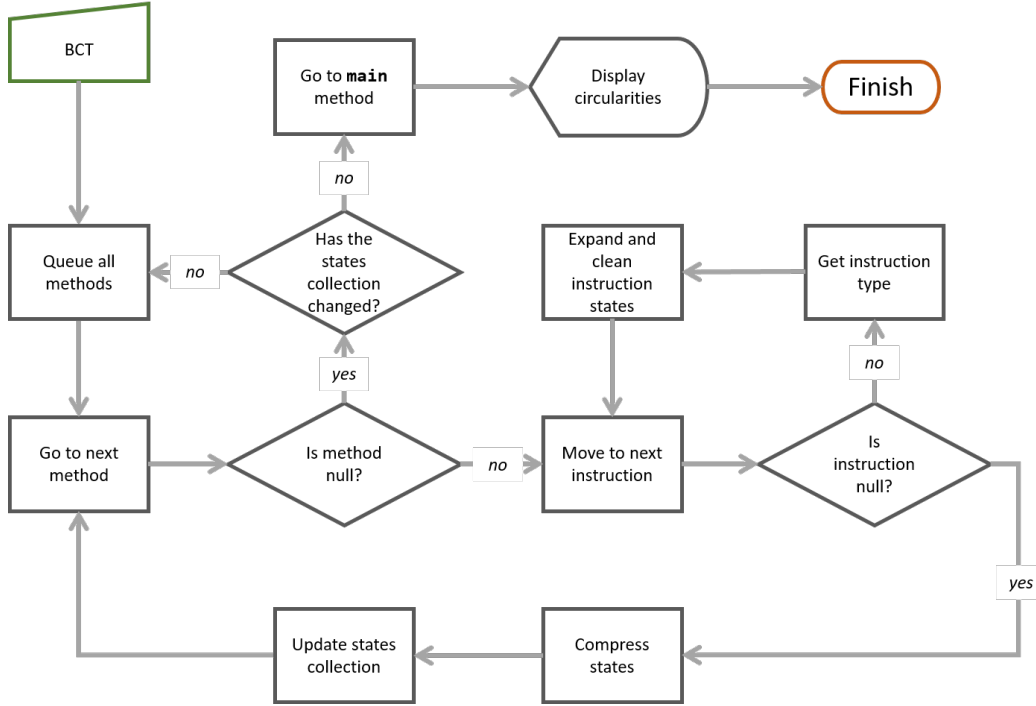 BCT
Go to main
method
Display
circularities
Finish
no
Queue all
methods
no
Has the
states
collection
changed?
Expand and
clean
instruction
states
Get instruction
type
yes
no
Go to next
method
Is method
null?
no
Move to next
instruction
Is
instruction
null?
yes
Update states
collection
Compress
states